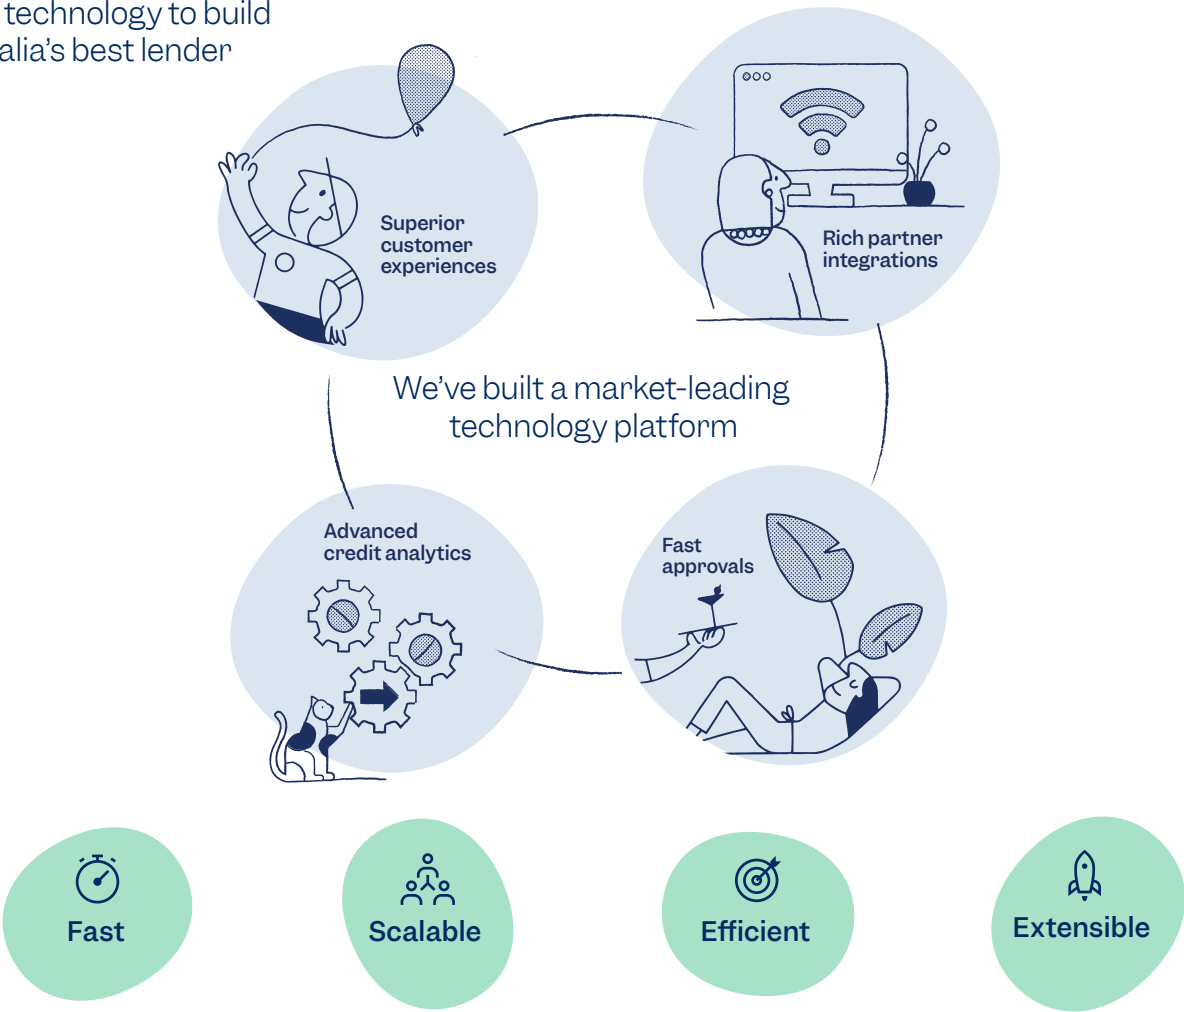 technology to build
alia’s best lender
Superior
customer
experiences
Rich partner
integrations
We’ve built a market-leading
technology platform
Advanced
credit analytics
Fast
approvals
Fast
Scalable
Efficient
Extensible